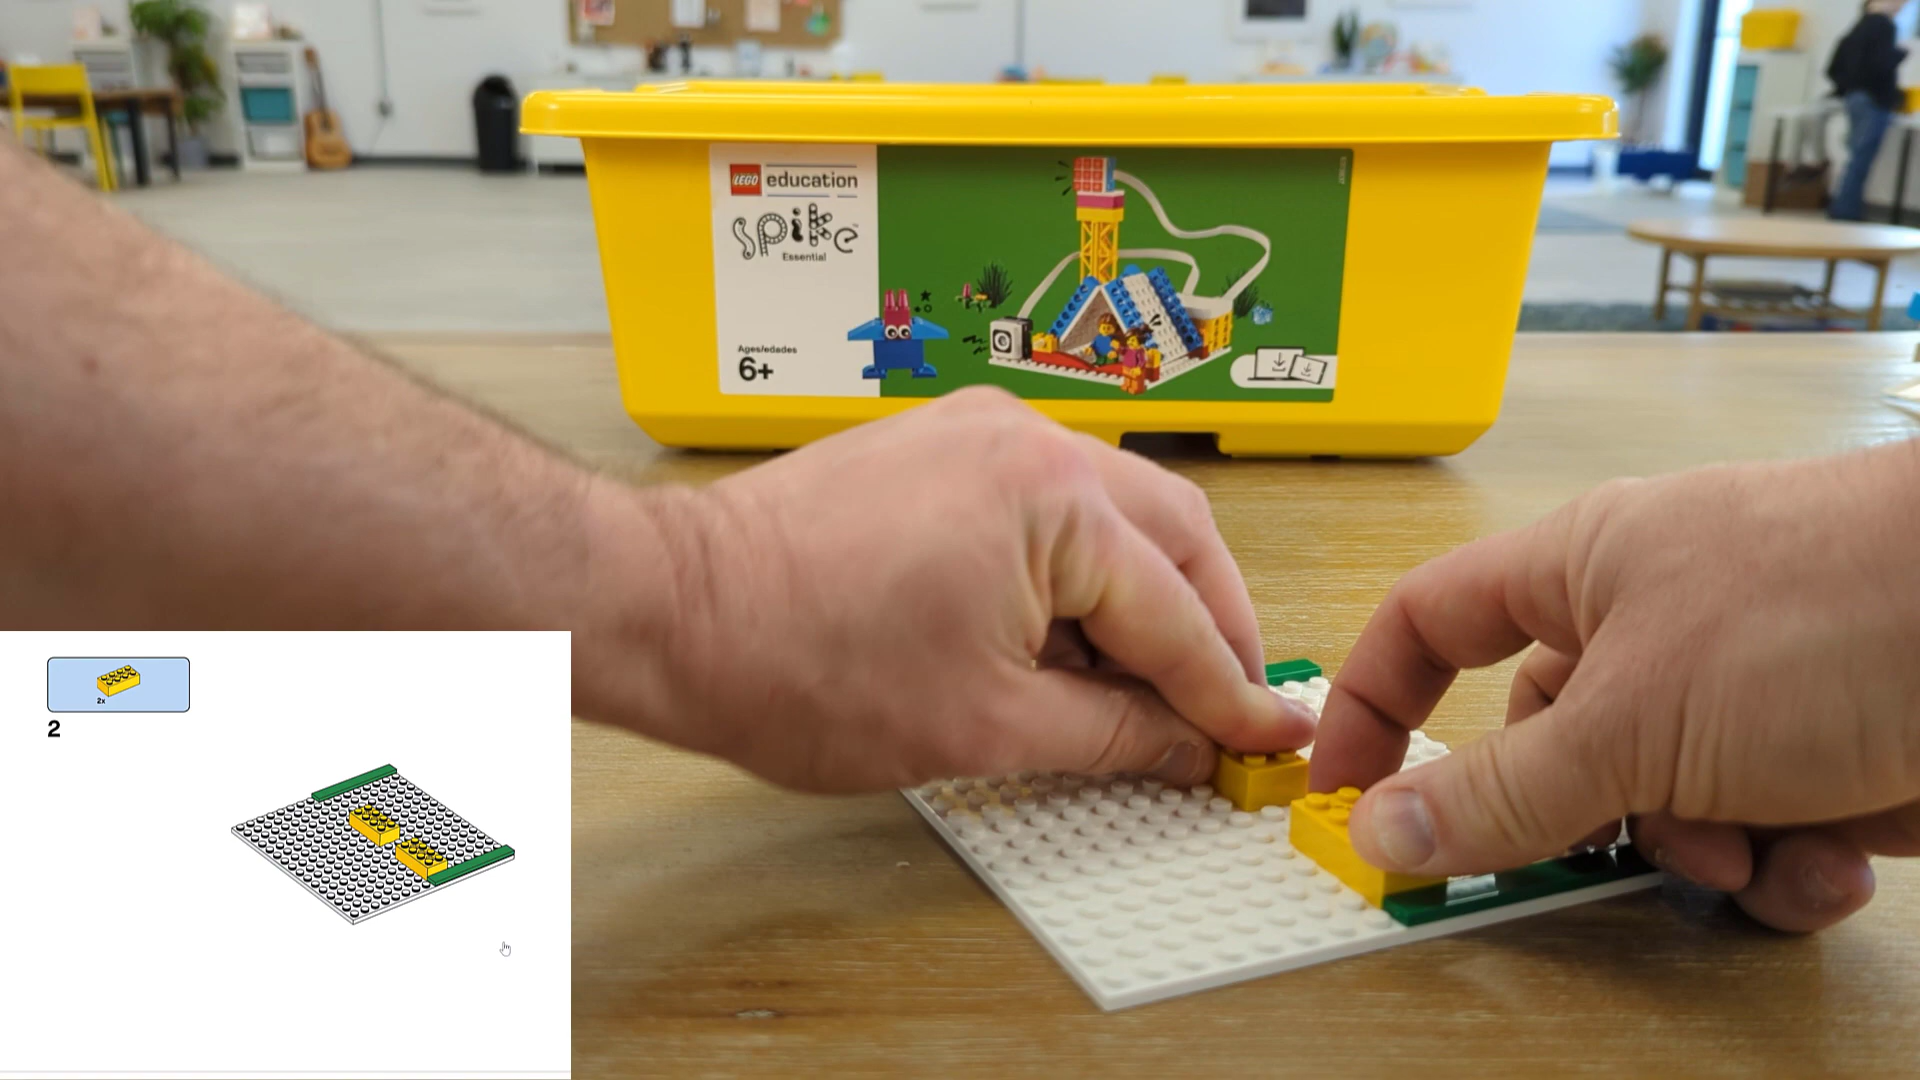 LEGO education
spike
Essential
Ages/edades
6+
2x
2